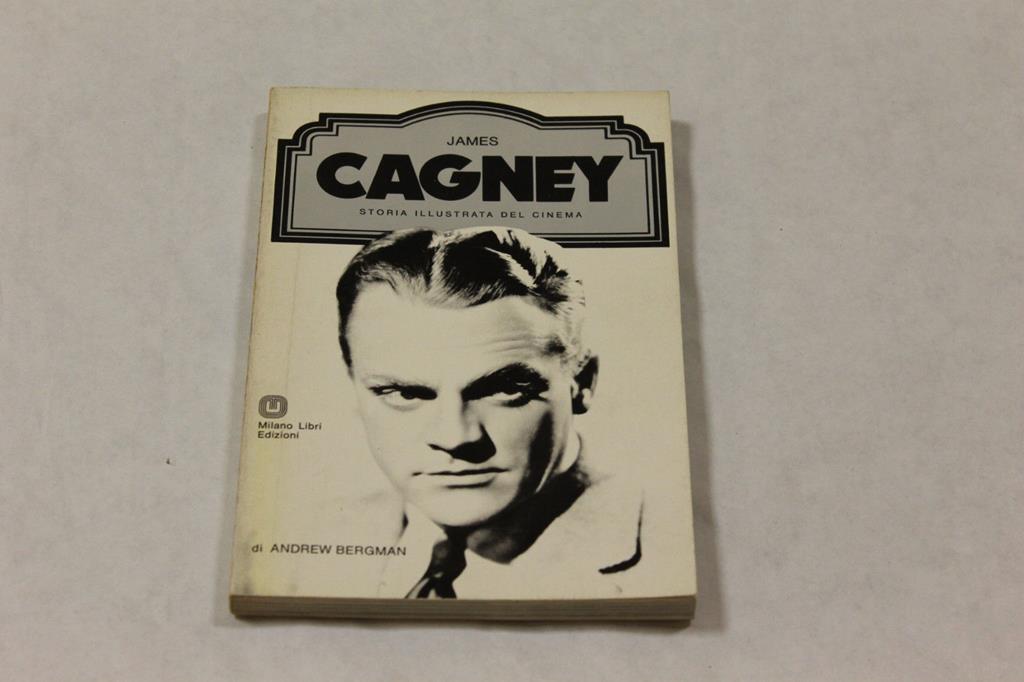 JAMES
CAGNEY
STORIA ILLUSTRATA DEL CINEMA
Milano Libri
Edizioni
di ANDREW BERGMAN